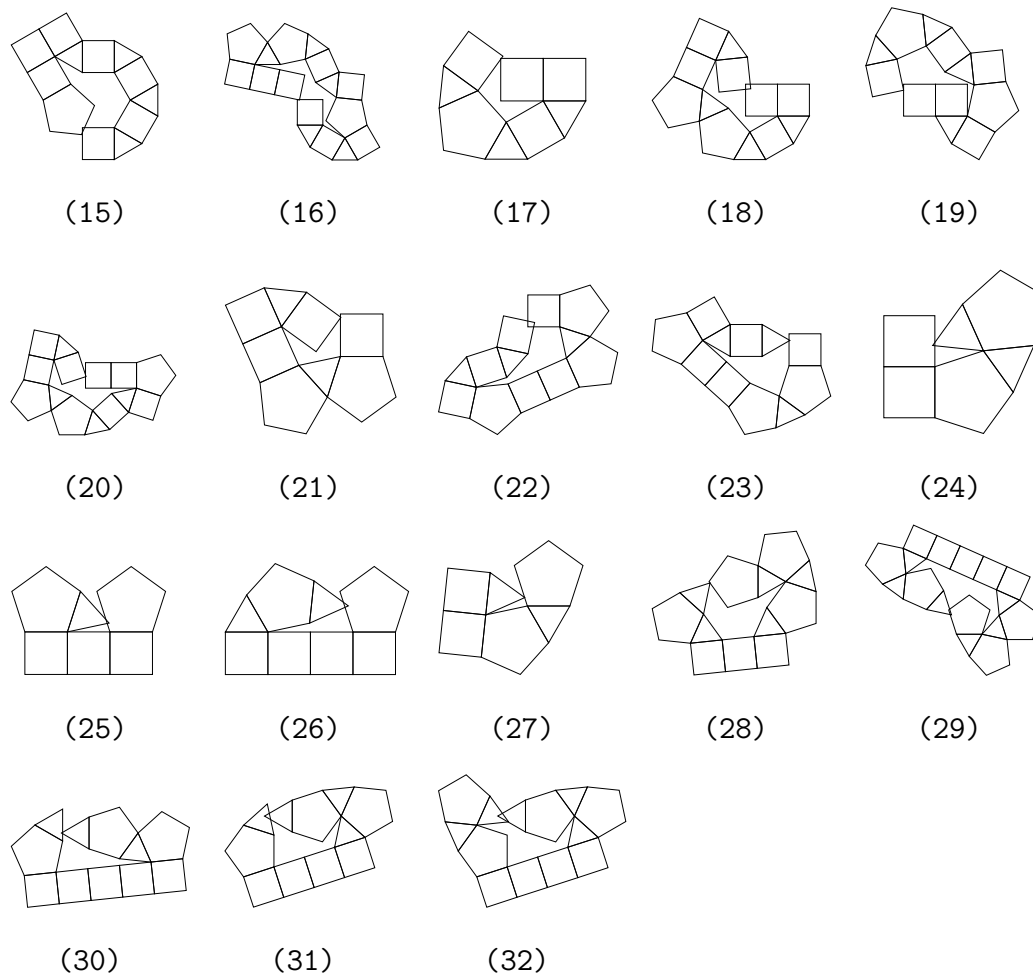 (15) (16) (17) (18) (19)
(20) (21) (22) (23) (24)
(25) (26) (27) (28) (29)
(30) (31) (32)